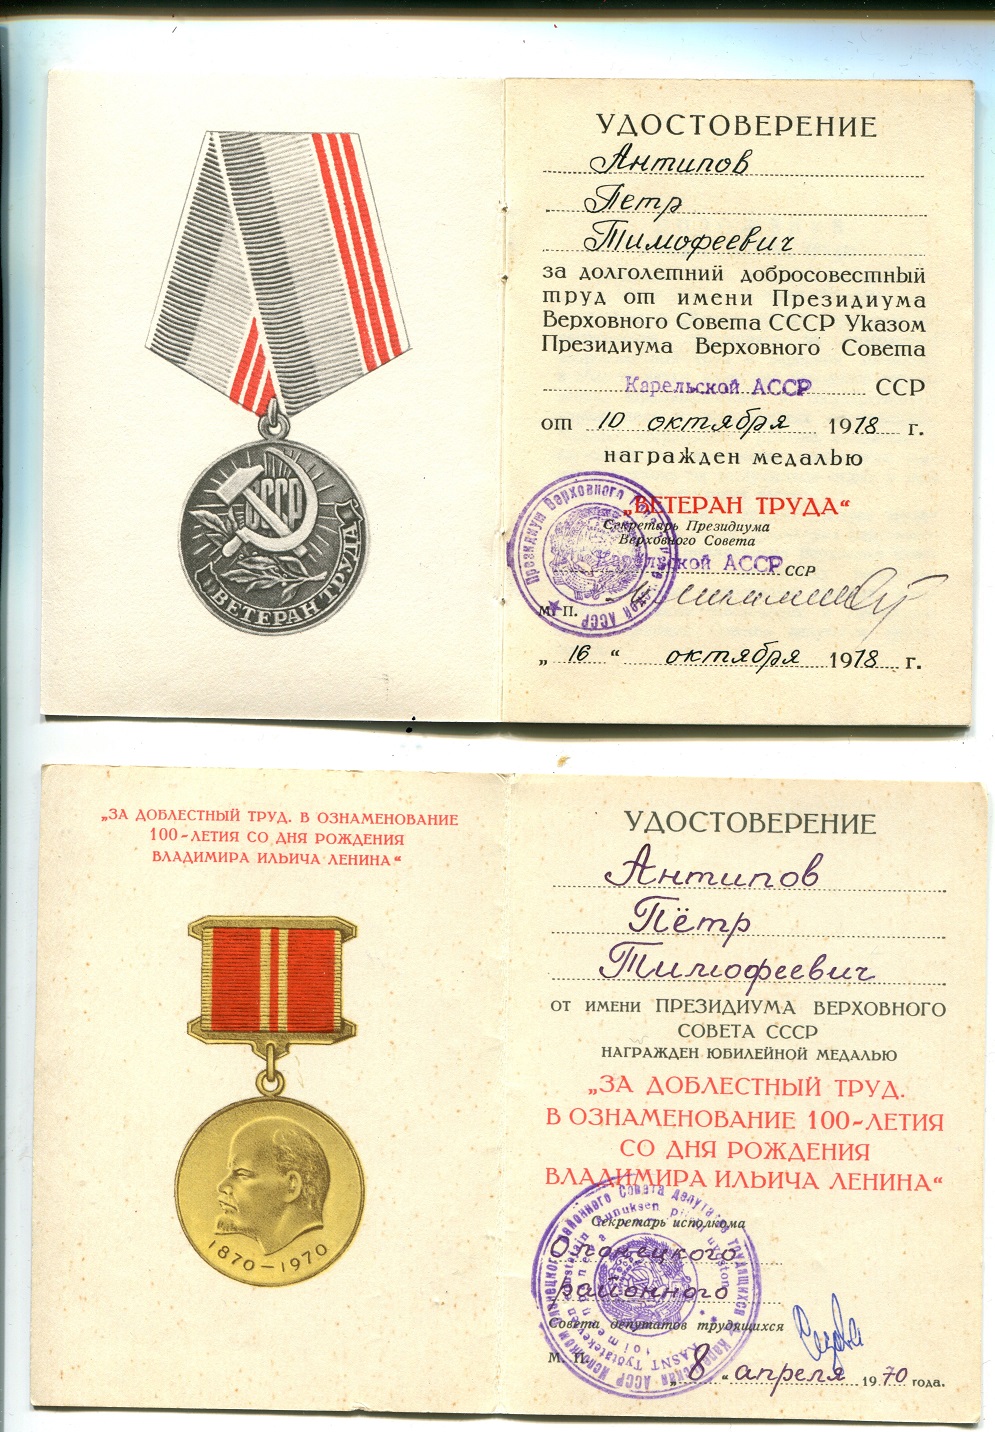 СССР
ВЕТЕРАН ТРУДА
УДОСТОВЕРЕНИЕ
Антипов
Петр
Тимофеевич
за долголетний добросовестный
труд от имени Президиума
Верховного Совета СССР Указом
Президиума Верховного Совета
Карельской АССР ССР
от 10 октября 1978 г.
награжден медалью
„ВЕТЕРАН ТРУДА“
Секретарь Президиума
Верховного Совета
Карельской АССР ССР
Президиум Верховного
М. П.
„ 16 “ октября 1978 г.
„ЗА ДОБЛЕСТНЫЙ ТРУД. В ОЗНАМЕНОВАНИЕ
100-ЛЕТИЯ СО ДНЯ РОЖДЕНИЯ
ВЛАДИМИРА ИЛЬИЧА ЛЕНИНА“
1870-1970
УДОСТОВЕРЕНИЕ
Антипов
Пётр
Тимофеевич
от имени ПРЕЗИДИУМА ВЕРХОВНОГО
СОВЕТА СССР
НАГРАЖДЕН ЮБИЛЕЙНОЙ МЕДАЛЬЮ
„ЗА ДОБЛЕСТНЫЙ ТРУД.
В ОЗНАМЕНОВАНИЕ 100-ЛЕТИЯ
СО ДНЯ РОЖДЕНИЯ
ВЛАДИМИРА ИЛЬИЧА ЛЕНИНА“
Секретарь исполкома
Олонецкого
районного
Совета депутатов трудящихся
М. П.
„ 8 “ апреля 1970 года.